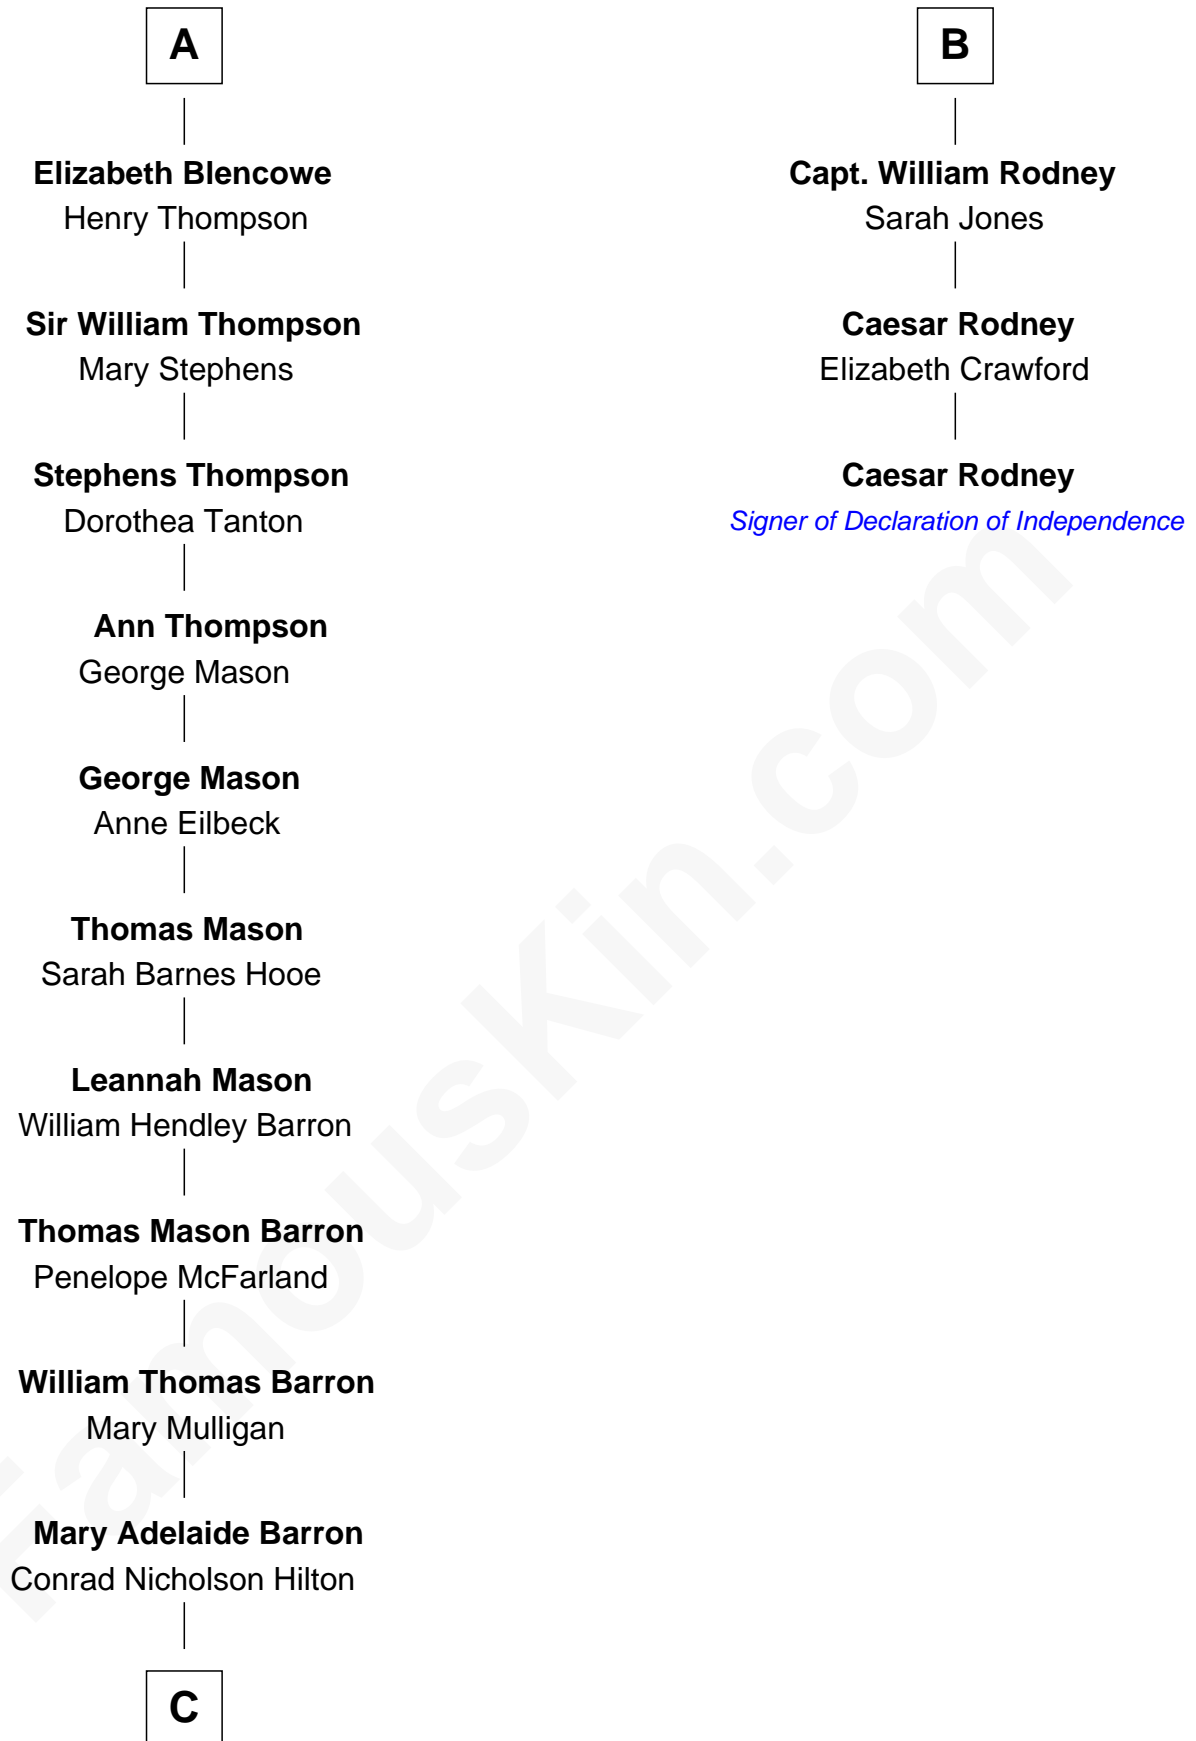 A
Elizabeth Blencowe
Henry Thompson
Sir William Thompson
Mary Stephens
Stephens Thompson
Dorothea Tanton
Ann Thompson
George Mason
George Mason
Anne Eilbeck
Thomas Mason
Sarah Barnes Hooe
Leannah Mason
William Hendley Barron
Thomas Mason Barron
Penelope McFarland
William Thomas Barron
Mary Mulligan
Mary Adelaide Barron
Conrad Nicholson Hilton
C
B
Capt. William Rodney
Sarah Jones
Caesar Rodney
Elizabeth Crawford
Caesar Rodney
Signer of Declaration of Independence
FamousKin.com